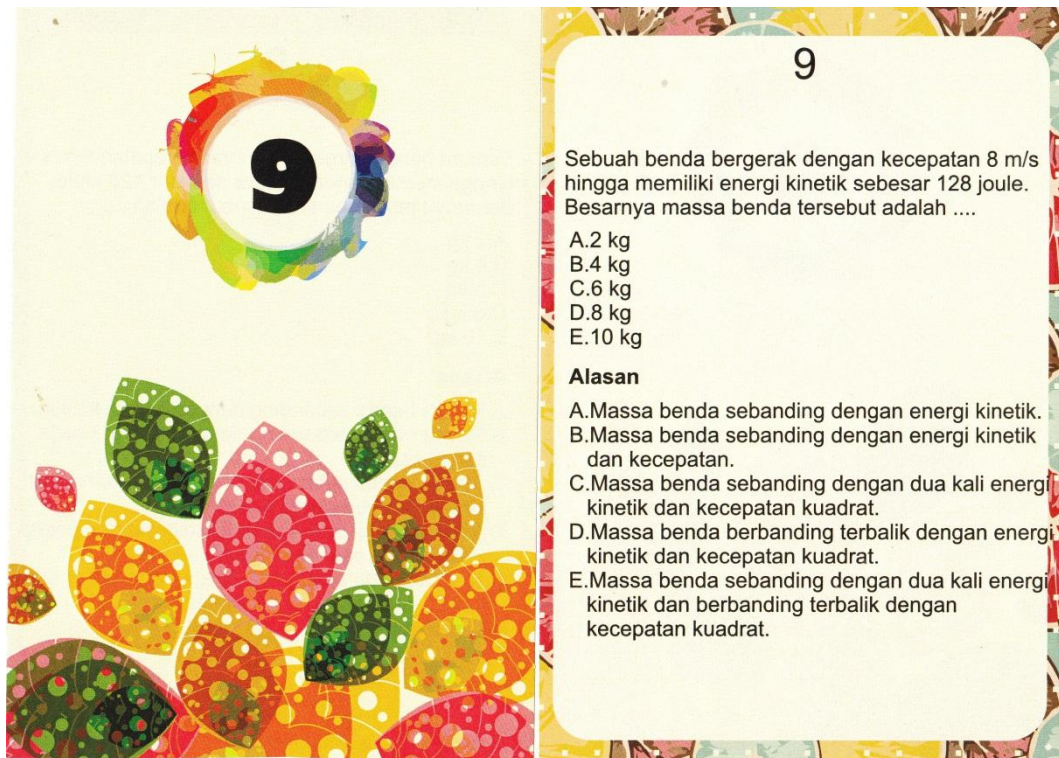 9
9
Sebuah benda bergerak dengan kecepatan 8 m/s
hingga memiliki energi kinetik sebesar 128 joule.
Besarnya massa benda tersebut adalah ....
A.2 kg
B.4 kg
C.6 kg
D.8 kg
E.10 kg
Alasan
A.Massa benda sebanding dengan energi kinetik.
B.Massa benda sebanding dengan energi kinetik
dan kecepatan.
C.Massa benda sebanding dengan dua kali energi
kinetik dan kecepatan kuadrat.
D.Massa benda berbanding terbalik dengan energi
kinetik dan kecepatan kuadrat.
E.Massa benda sebanding dengan dua kali energi
kinetik dan berbanding terbalik dengan
kecepatan kuadrat.